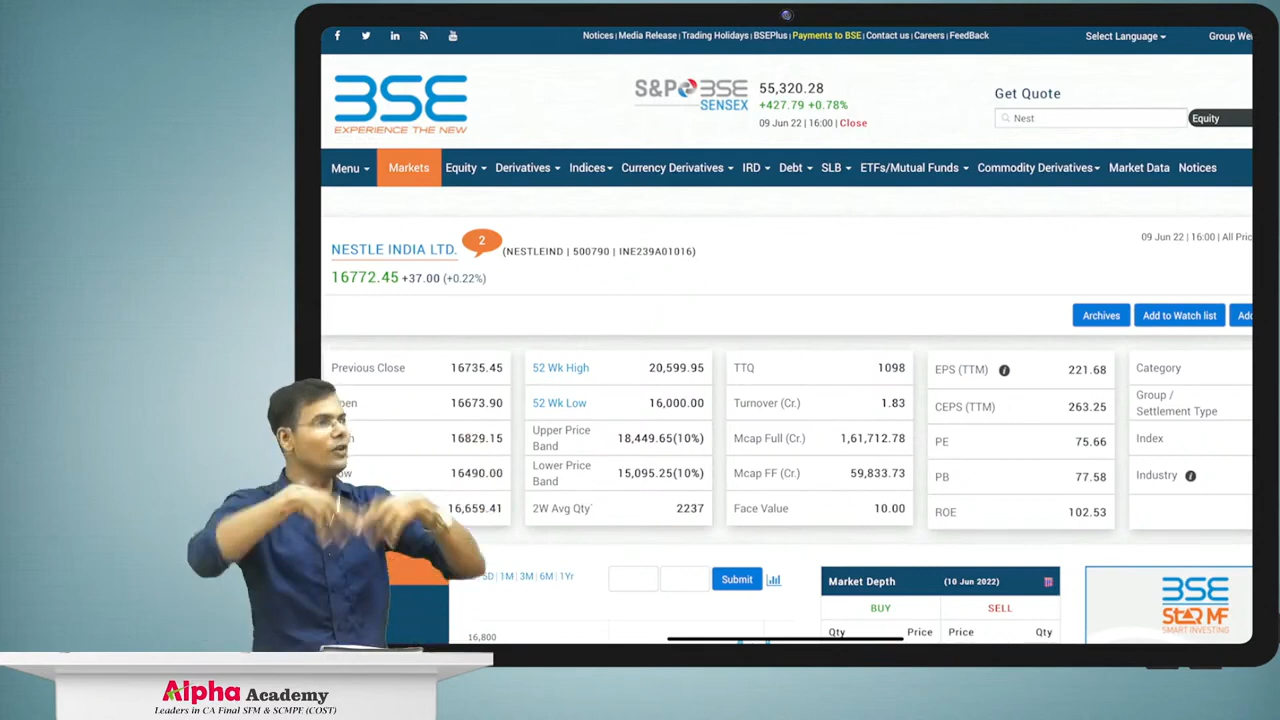 Notices | Media Release | Trading Holidays | BSEPlus | Payments to BSE | Contact us | Careers | FeedBack
Select Language
Group
BSE
EXPERIENCE THE NEW
S&P BSE
SENSEX
55,320.28
+427.79 +0.78%
09 Jun 22 | 16:00 | Close
Get Quote
Nest
Equity
Menu Markets Equity Derivatives Indices Currency Derivatives IRD Debt SLB ETFs/Mutual Funds Commodity Derivatives Market Data Notices
NESTLE INDIA LTD.
2
(NESTLEIND | 500790 | INE239A01016)
16772.45 +37.00 (+0.22%)
09 Jun 22 | 16:00 | All
Archives
Add to Watch list
Previous Close 16735.45
16673.90
16829.15
16490.00
16,659.41
52 Wk High 20,599.95
52 Wk Low 16,000.00
Upper Price Band 18,449.65(10%)
Lower Price Band 15,095.25(10%)
2W Avg Qty 2237
TTQ 1098
Turnover (Cr.) 1.83
Mcap Full (Cr.) 1,61,712.78
Mcap FF (Cr.) 59,833.73
Face Value 10.00
EPS (TTM) 221.68
CEPS (TTM) 263.25
PE 75.66
PB 77.58
ROE 102.53
Category
Group /
Settlement Type
Index
Industry
5D | 1M | 3M | 6M | 1Yr
Submit
16,800
Market Depth (10 Jun 2022)
BUY SELL
Qty Price Price Qty
BSE
STAR MF
SMART INVESTING
Alpha Academy
Leaders in CA Final SFM & SCMPE (COST)